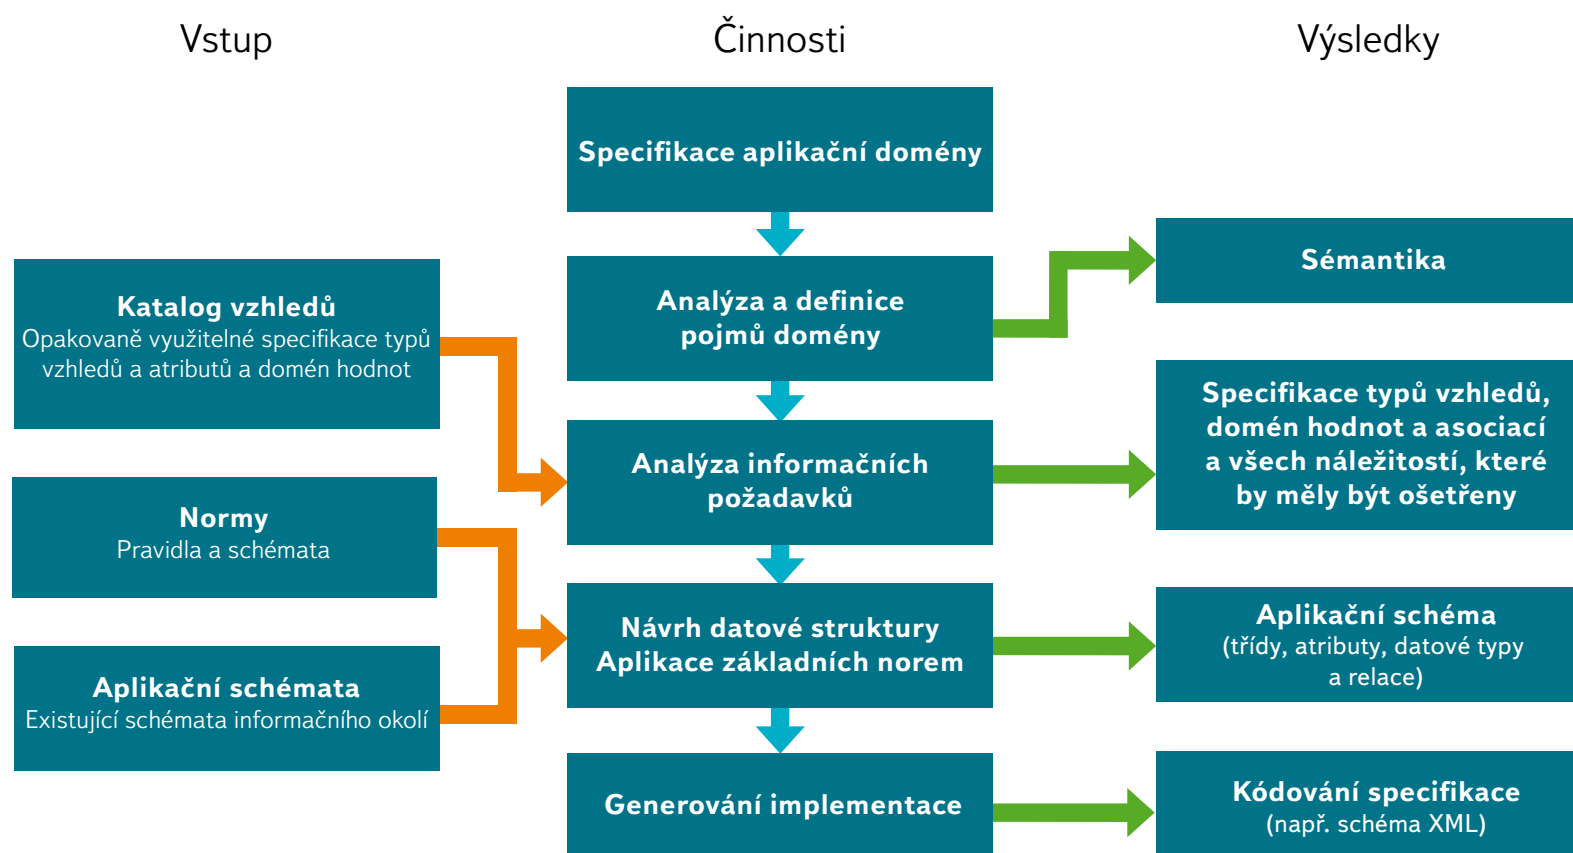 Vstup
Činnosti
Výsledky
Specifikace aplikační domény
Analýza a definice
pojmů domény
Analýza informačních
požadavků
Návrh datové struktury
Aplikace základních norem
Generování implementace
Katalog vzhledů
Opakovaně využitelné specifikace typů
vzhledů a atributů a domén hodnot
Normy
Pravidla a schémata
Aplikační schémata
Existující schémata informačního okolí
Sémantika
Specifikace typů vzhledů,
domén hodnot a asociací
a všech náležitostí, které
by měly být ošetřeny
Aplikační schéma
(třídy, atributy, datové typy
a relace)
Kódování specifikace
(např. schéma XML)